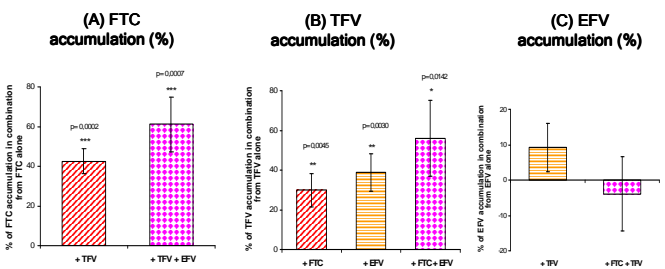 (A) FTC
accumulation (%)
% of FTC accumulation in combination
from FTC alone
80
60
40
20
0
p=0,0002
***
p=0,0007
***
+ TFV
+ TFV + EFV
(B) TFV
accumulation (%)
% of TFV accumulation in combination
from TFV alone
80
60
40
20
0
p=0,0045
**
p=0,0030
**
p=0,0142
*
+ FTC
+ EFV
+ FTC + EFV
(C) EFV
accumulation (%)
% of EFV accumulation in combination
from EFV alone
20
10
0
-10
-20
+ TFV
+ FTC + TFV